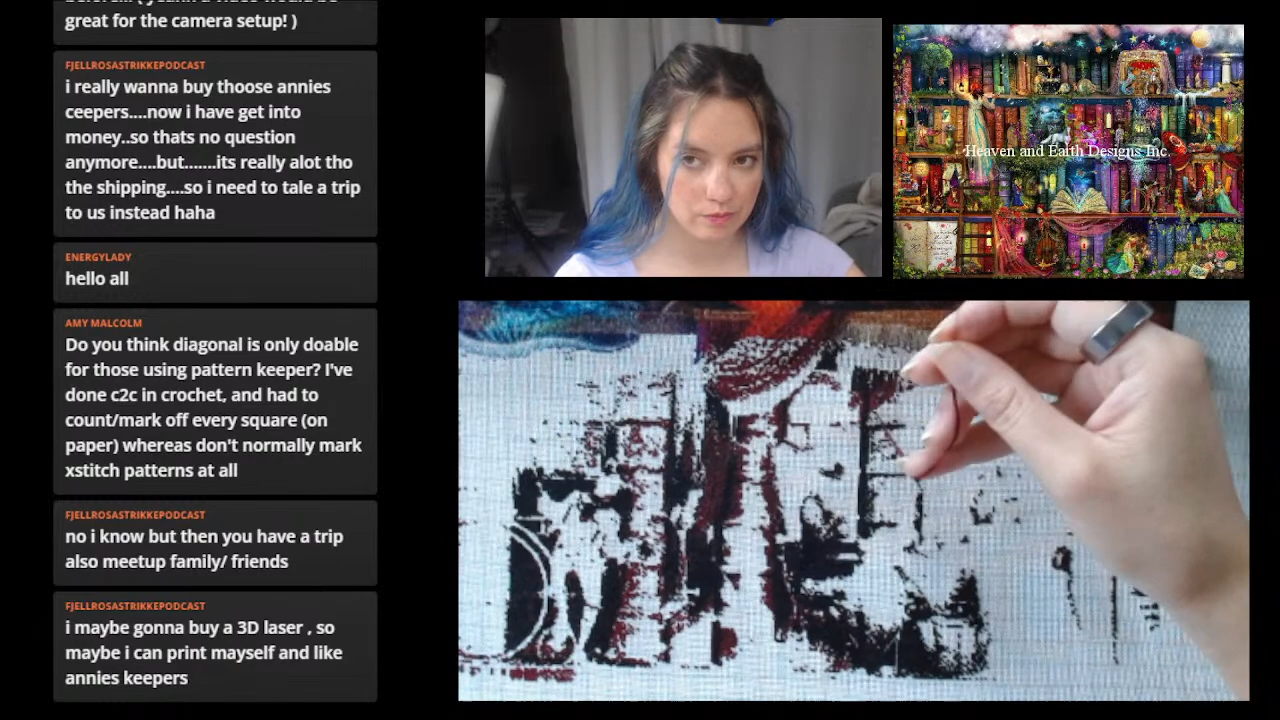 great for the camera setup! )
FJELLROSASTRIKKEPODCAST
i really wanna buy thoose annies
ceepers....now i have get into
money..so thats no question
anymore....but.......its really alot tho
the shipping....so i need to tale a trip
to us instead haha
ENERGYLADY
hello all
AMY MALCOLM
Do you think diagonal is only doable
for those using pattern keeper? I've
done c2c in crochet, and had to
count/mark off every square (on
paper) whereas don't normally mark
xstitch patterns at all
FJELLROSASTRIKKEPODCAST
no i know but then you have a trip
also meetup family/ friends
FJELLROSASTRIKKEPODCAST
i maybe gonna buy a 3D laser , so
maybe i can print mayself and like
annies keepers
Heaven and Earth Designs Inc